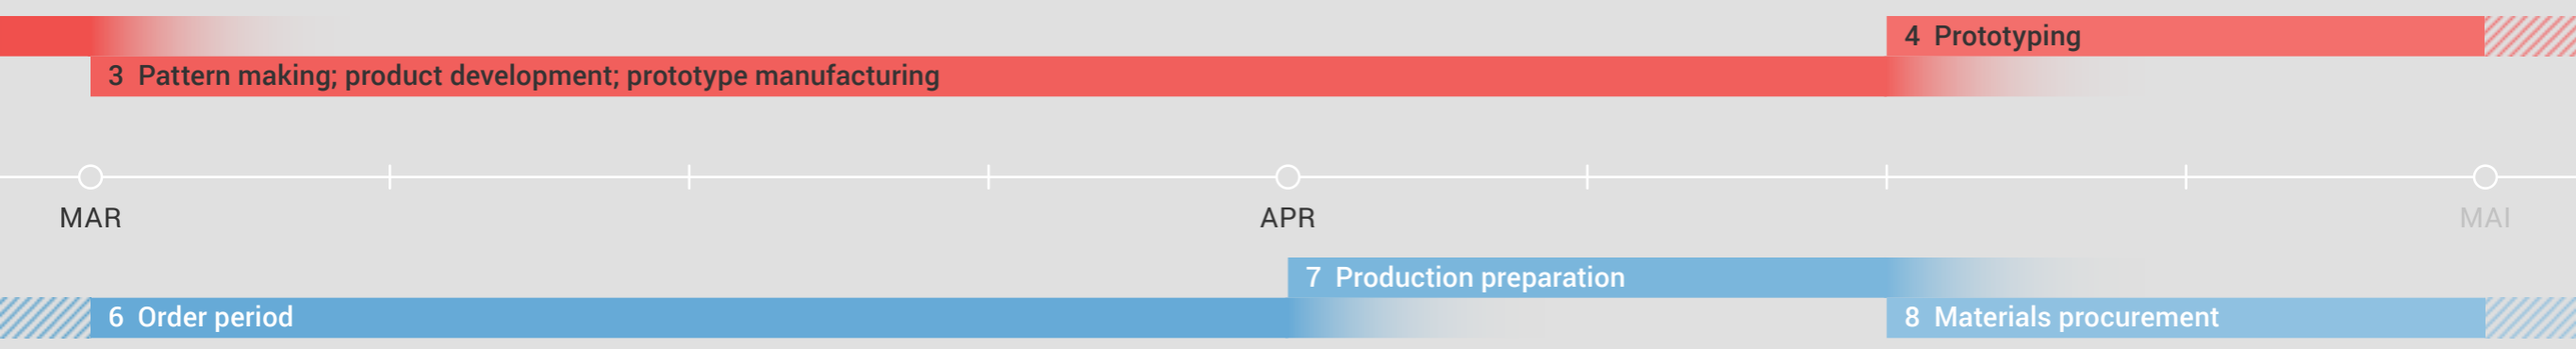 4 Prototyping
3 Pattern making; product development; prototype manufacturing
MAR APR MAI
7 Production preparation
6 Order period 8 Materials procurement